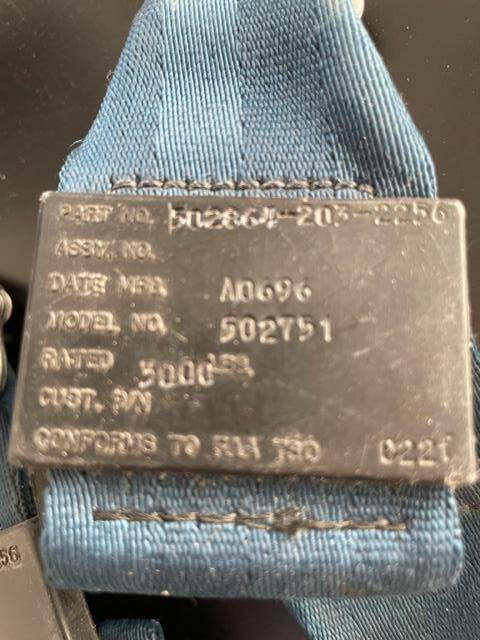 PART NO. 502864-203-2256
ASSY. NO.
DATE MFG. A0696
MODEL NO. 502751
RATED 3000 LBS.
CUST. P/N
CONFORMS TO FAA TSO C22f
56